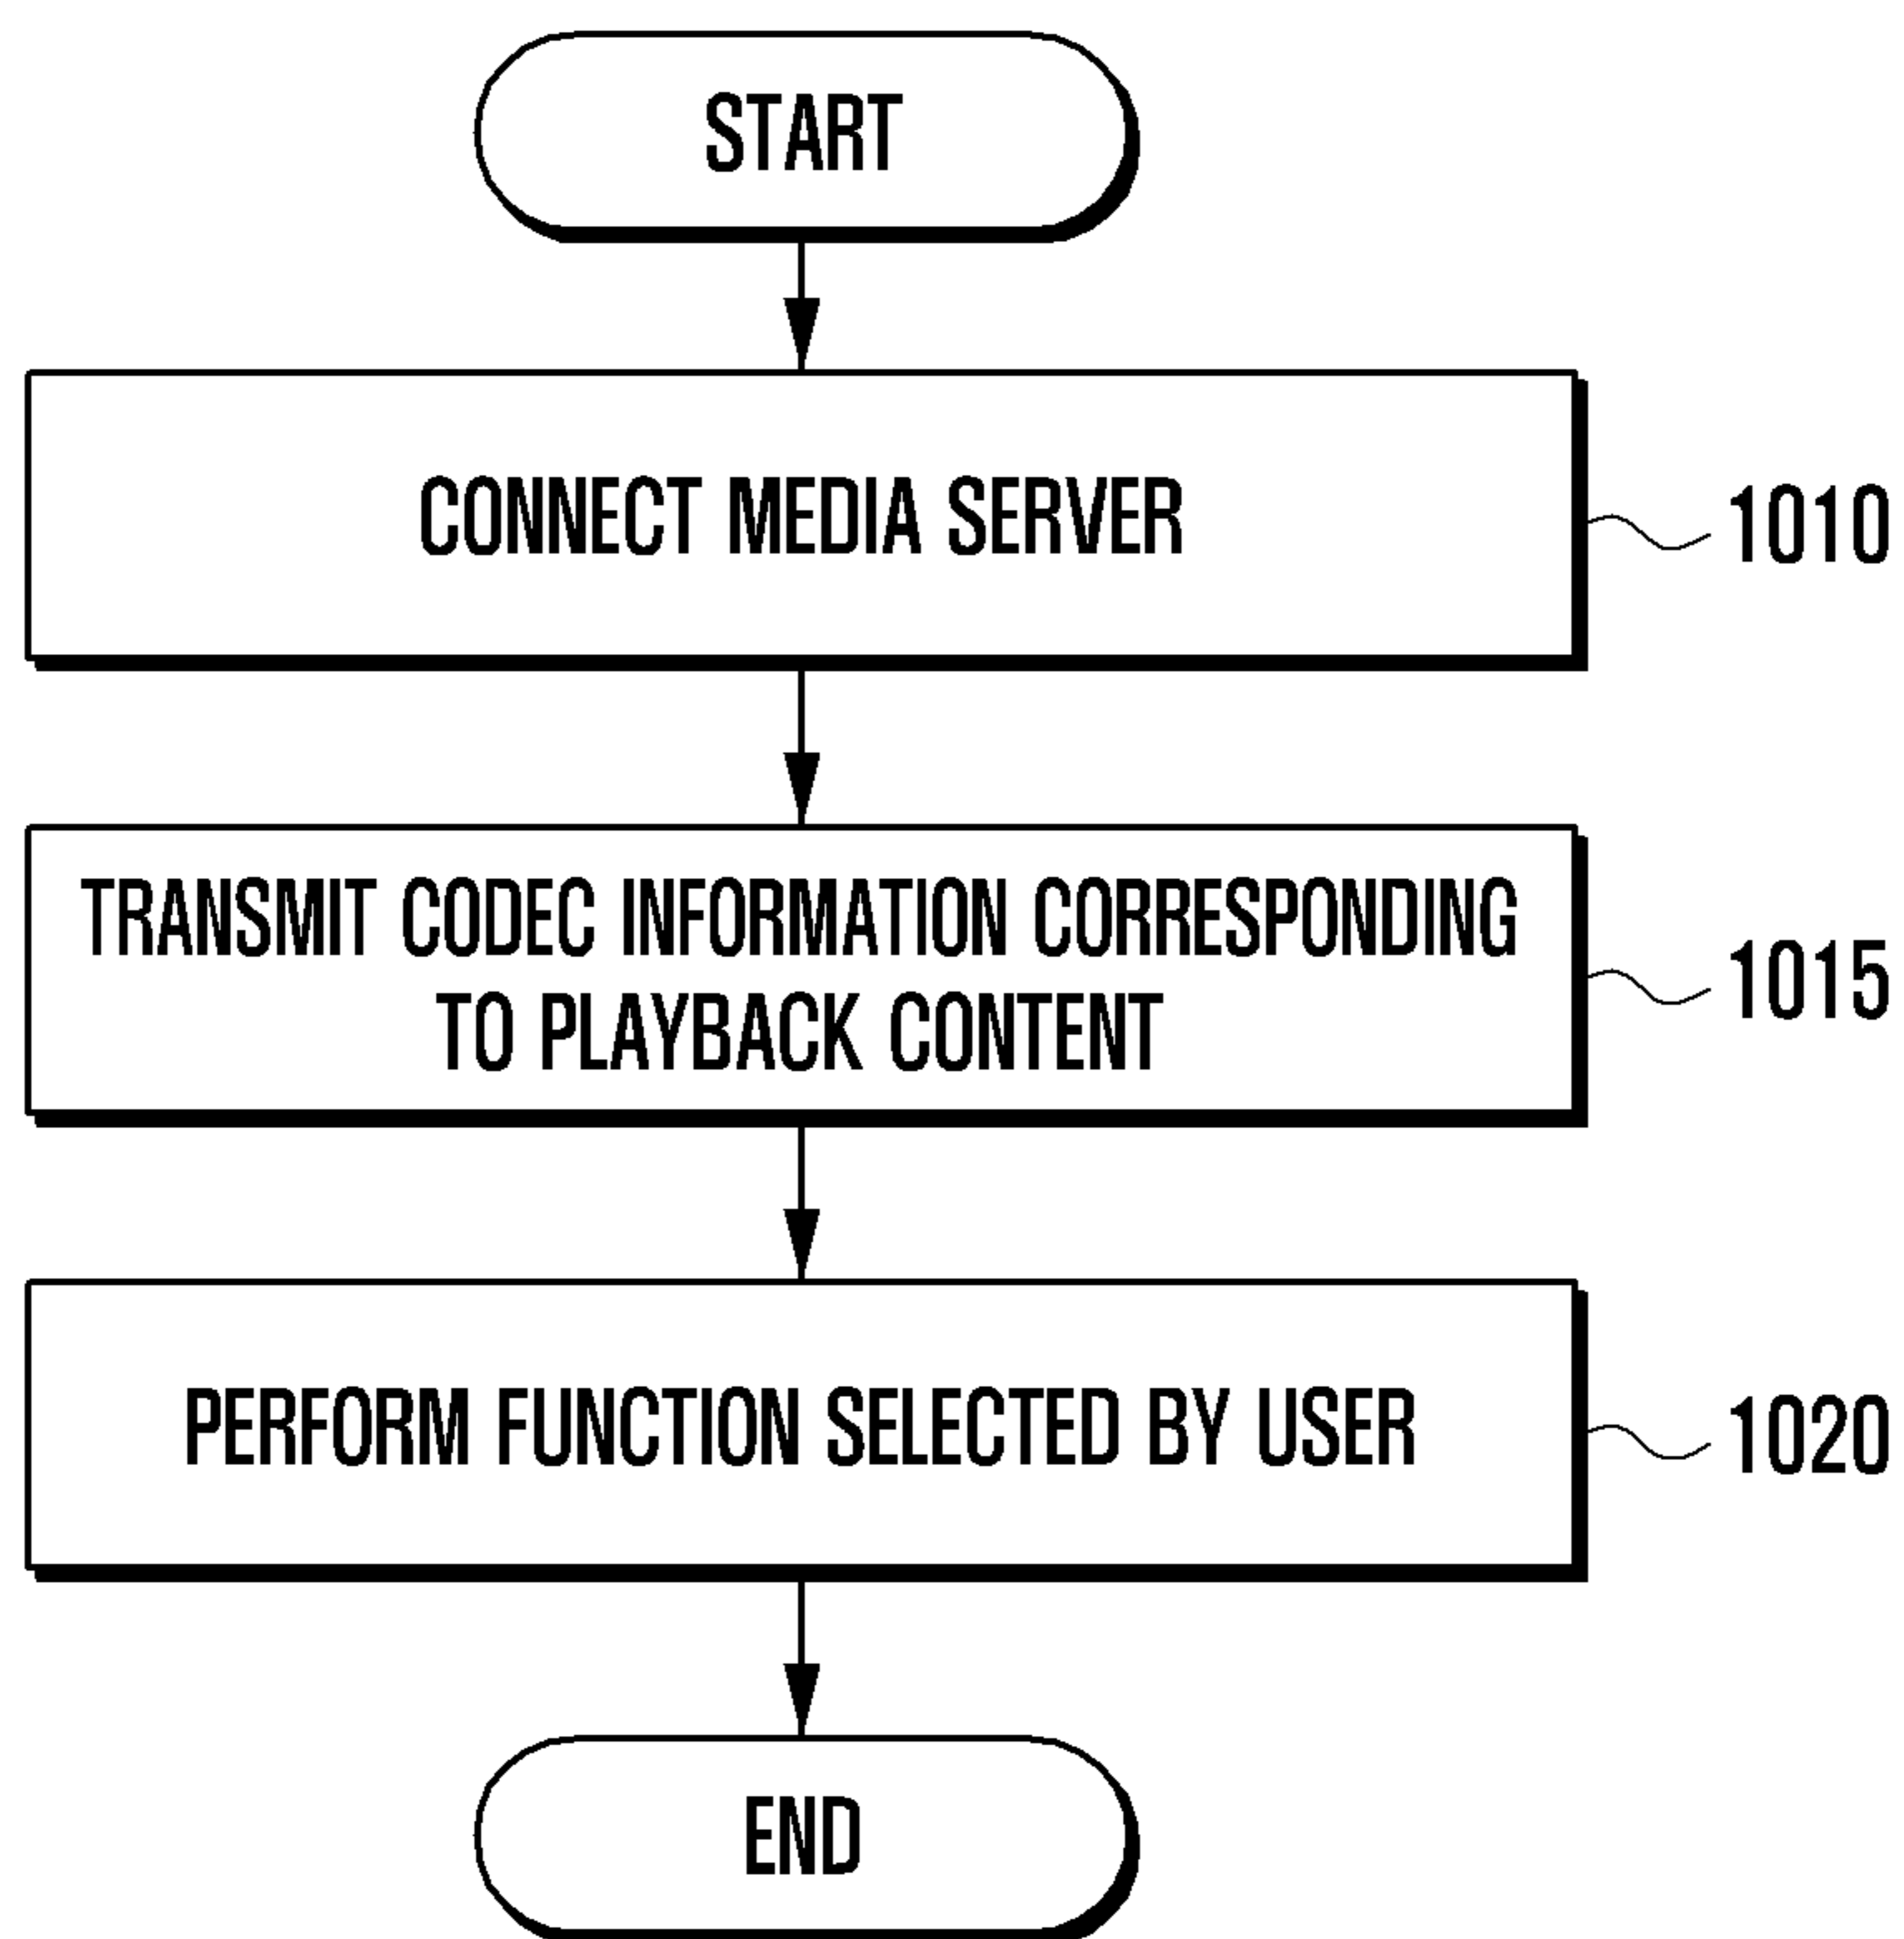 START
CONNECT MEDIA SERVER
1010
TRANSMIT CODEC INFORMATION CORRESPONDING
TO PLAYBACK CONTENT
1015
PERFORM FUNCTION SELECTED BY USER
1020
END